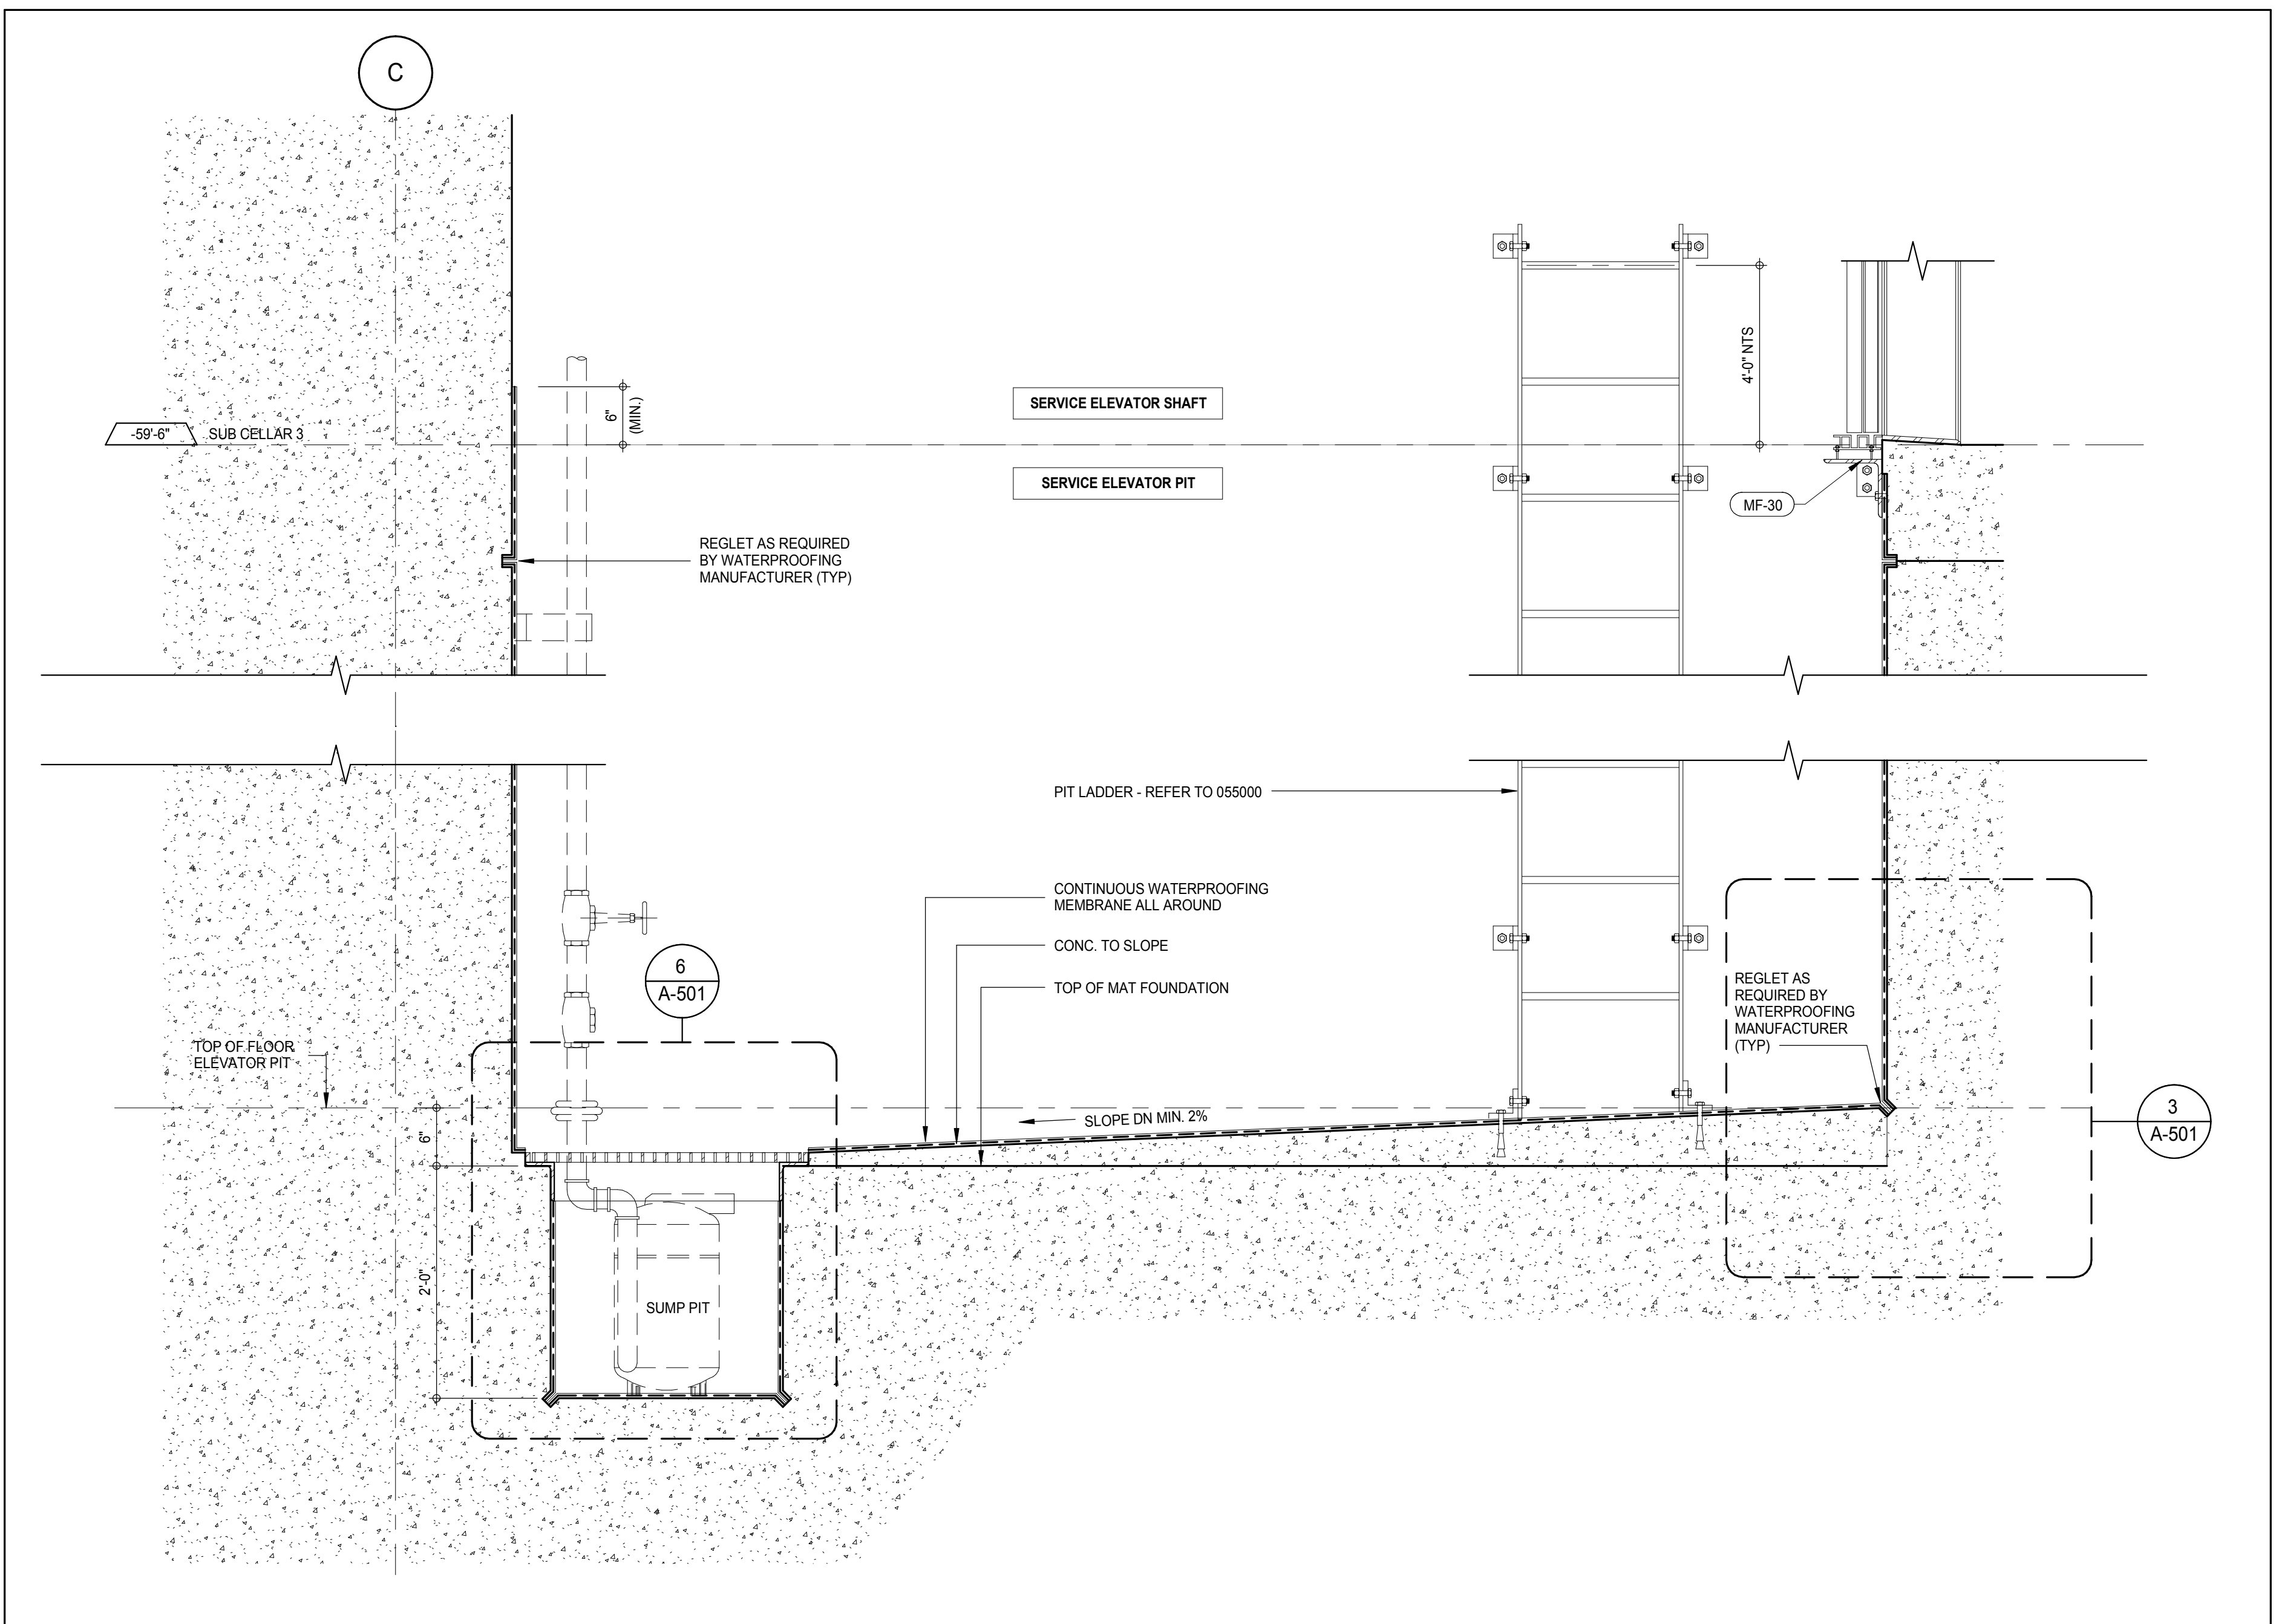 C
SERVICE ELEVATOR SHAFT
6"
(MIN.)
4'-0" NTS
-59'-6"
SUB CELLAR 3
SERVICE ELEVATOR PIT
MF-30
REGLET AS REQUIRED
BY WATERPROOFING
MANUFACTURER (TYP)
PIT LADDER - REFER TO 055000
CONTINUOUS WATERPROOFING
MEMBRANE ALL AROUND
CONC. TO SLOPE
TOP OF MAT FOUNDATION
6
A-501
REGLET AS
REQUIRED BY
WATERPROOFING
MANUFACTURER
(TYP)
TOP OF FLOOR
ELEVATOR PIT
SLOPE DN MIN. 2%
3
A-501
6"
2'-0"
SUMP PIT